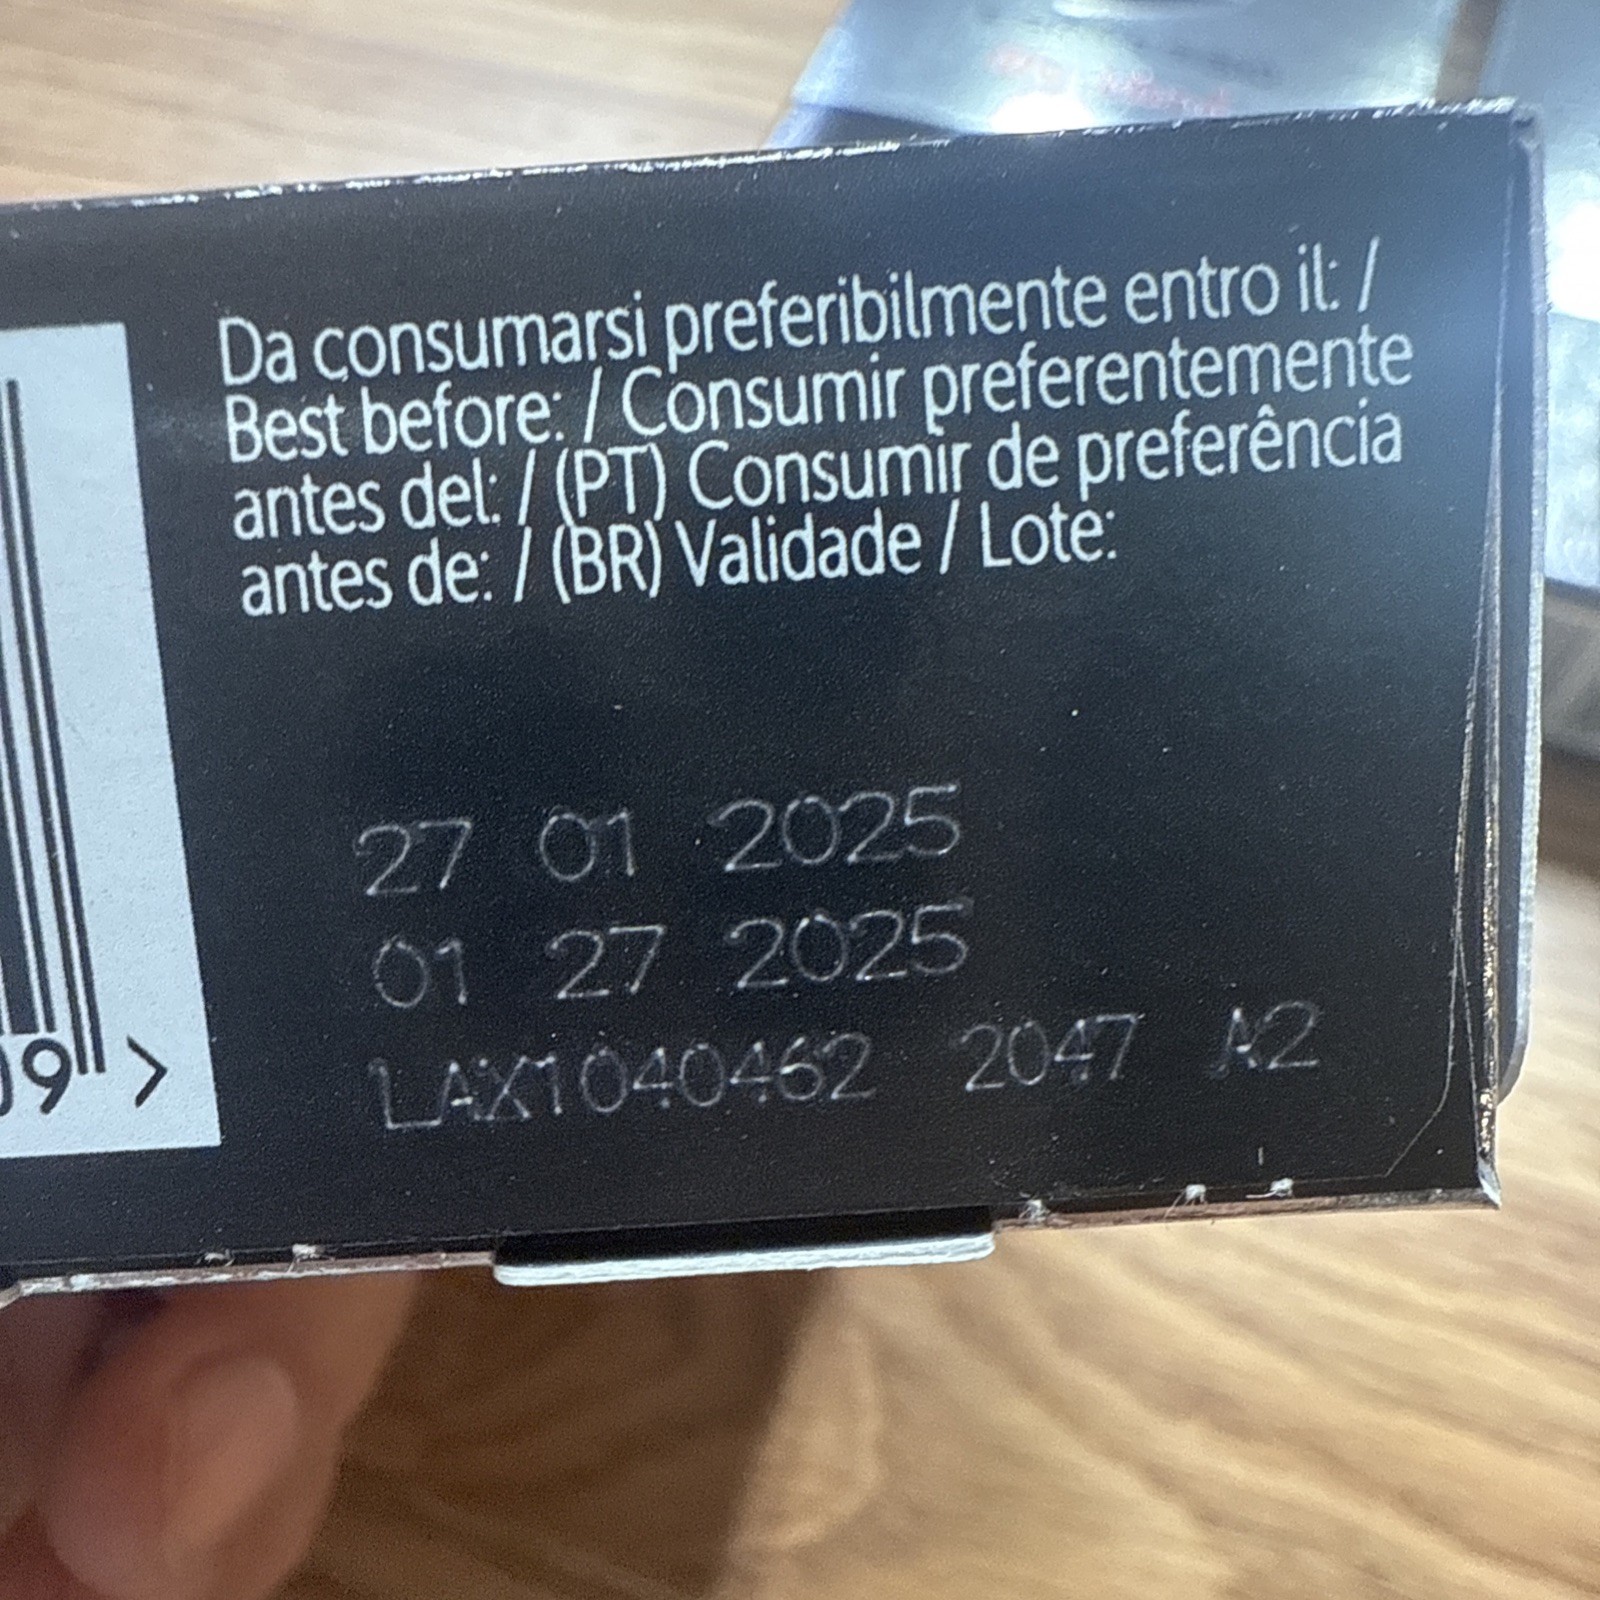 Da consumarsi preferibilmente entro il: /
Best before: / Consumir preferentemente
antes del: / (PT) Consumir de preferência
antes de: / (BR) Validade / Lote:
27 01 2025
01 27 2025
LAX1040462 2047 A2
09 >